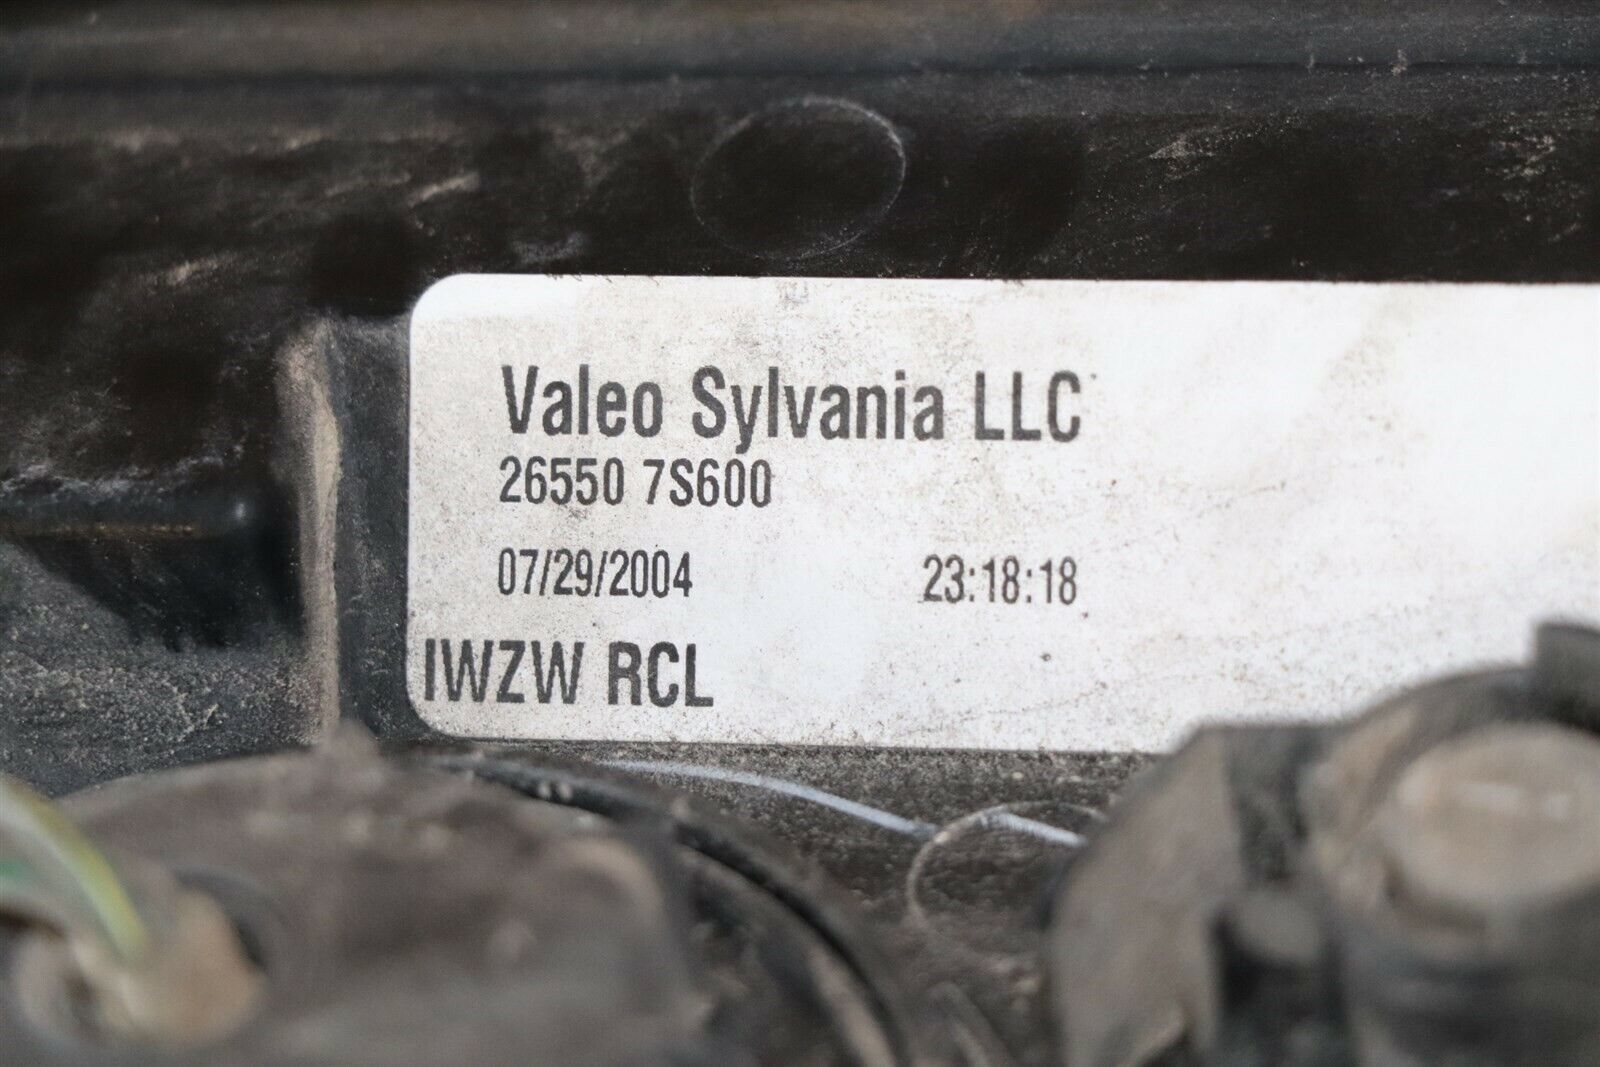 Valeo Sylvania LLC
26550 7S600
07/29/2004 23:18:18
IWZW RCL